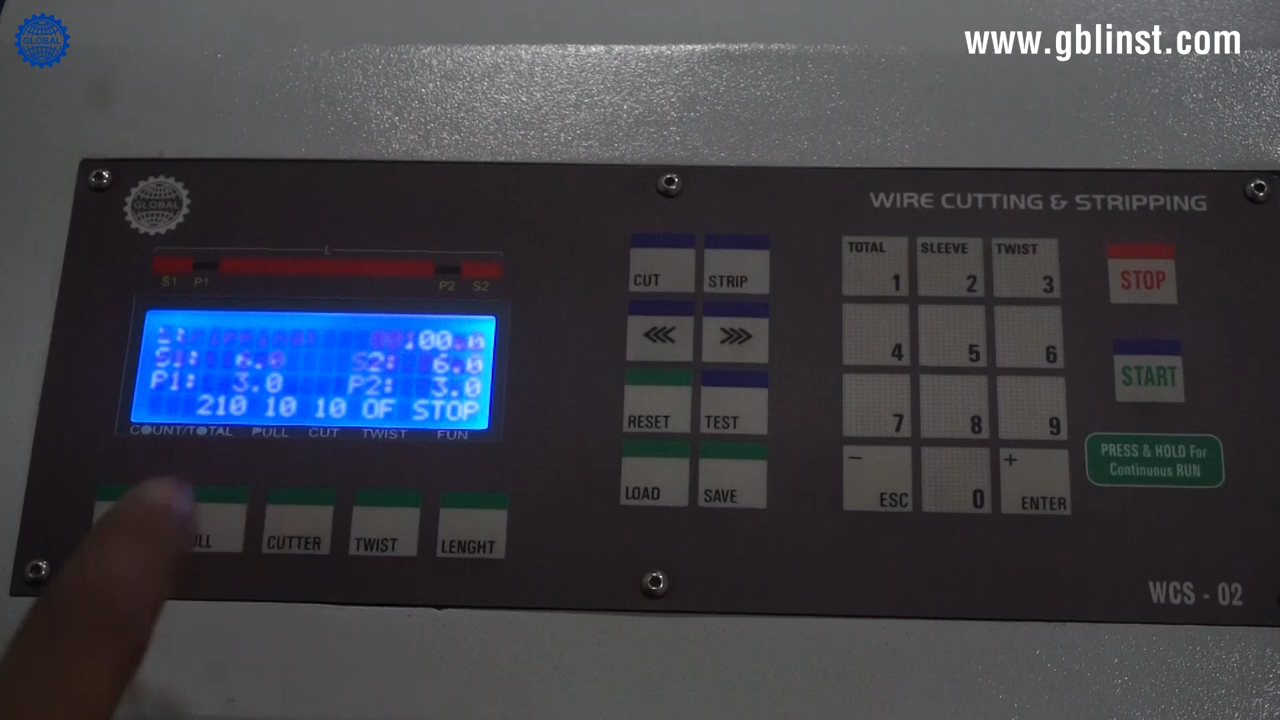 GLOBAL
www.gblinst.com
GLOBAL
WIRE CUTTING & STRIPPING
L
S1 P1 P2 S2
S1: 6.0 S2: 6.0
P1: 3.0 P2: 3.0
210 10 10 OF STOP
COUNT/TOTAL PULL CUT TWIST FUN
CUTTER TWIST LENGHT
CUT STRIP
<<< >>>
RESET TEST
LOAD SAVE
TOTAL 1 SLEEVE 2 TWIST 3
4 5 6
7 8 9
− ESC 0 + ENTER
STOP
START
PRESS & HOLD For
Continuous RUN
WCS - 02